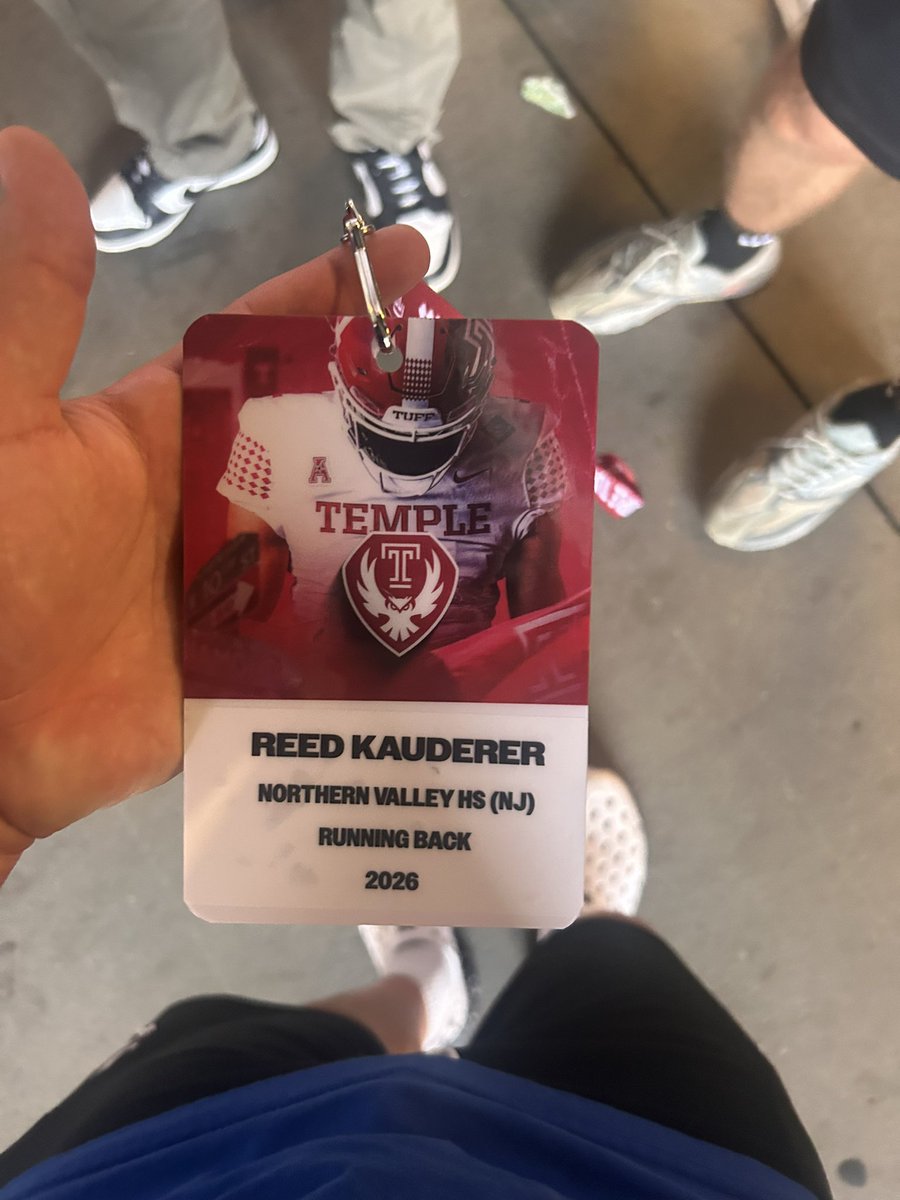 TUFF
A
TEMPLE
T
REED KAUDERER
NORTHERN VALLEY HS (NJ)
RUNNING BACK
2026